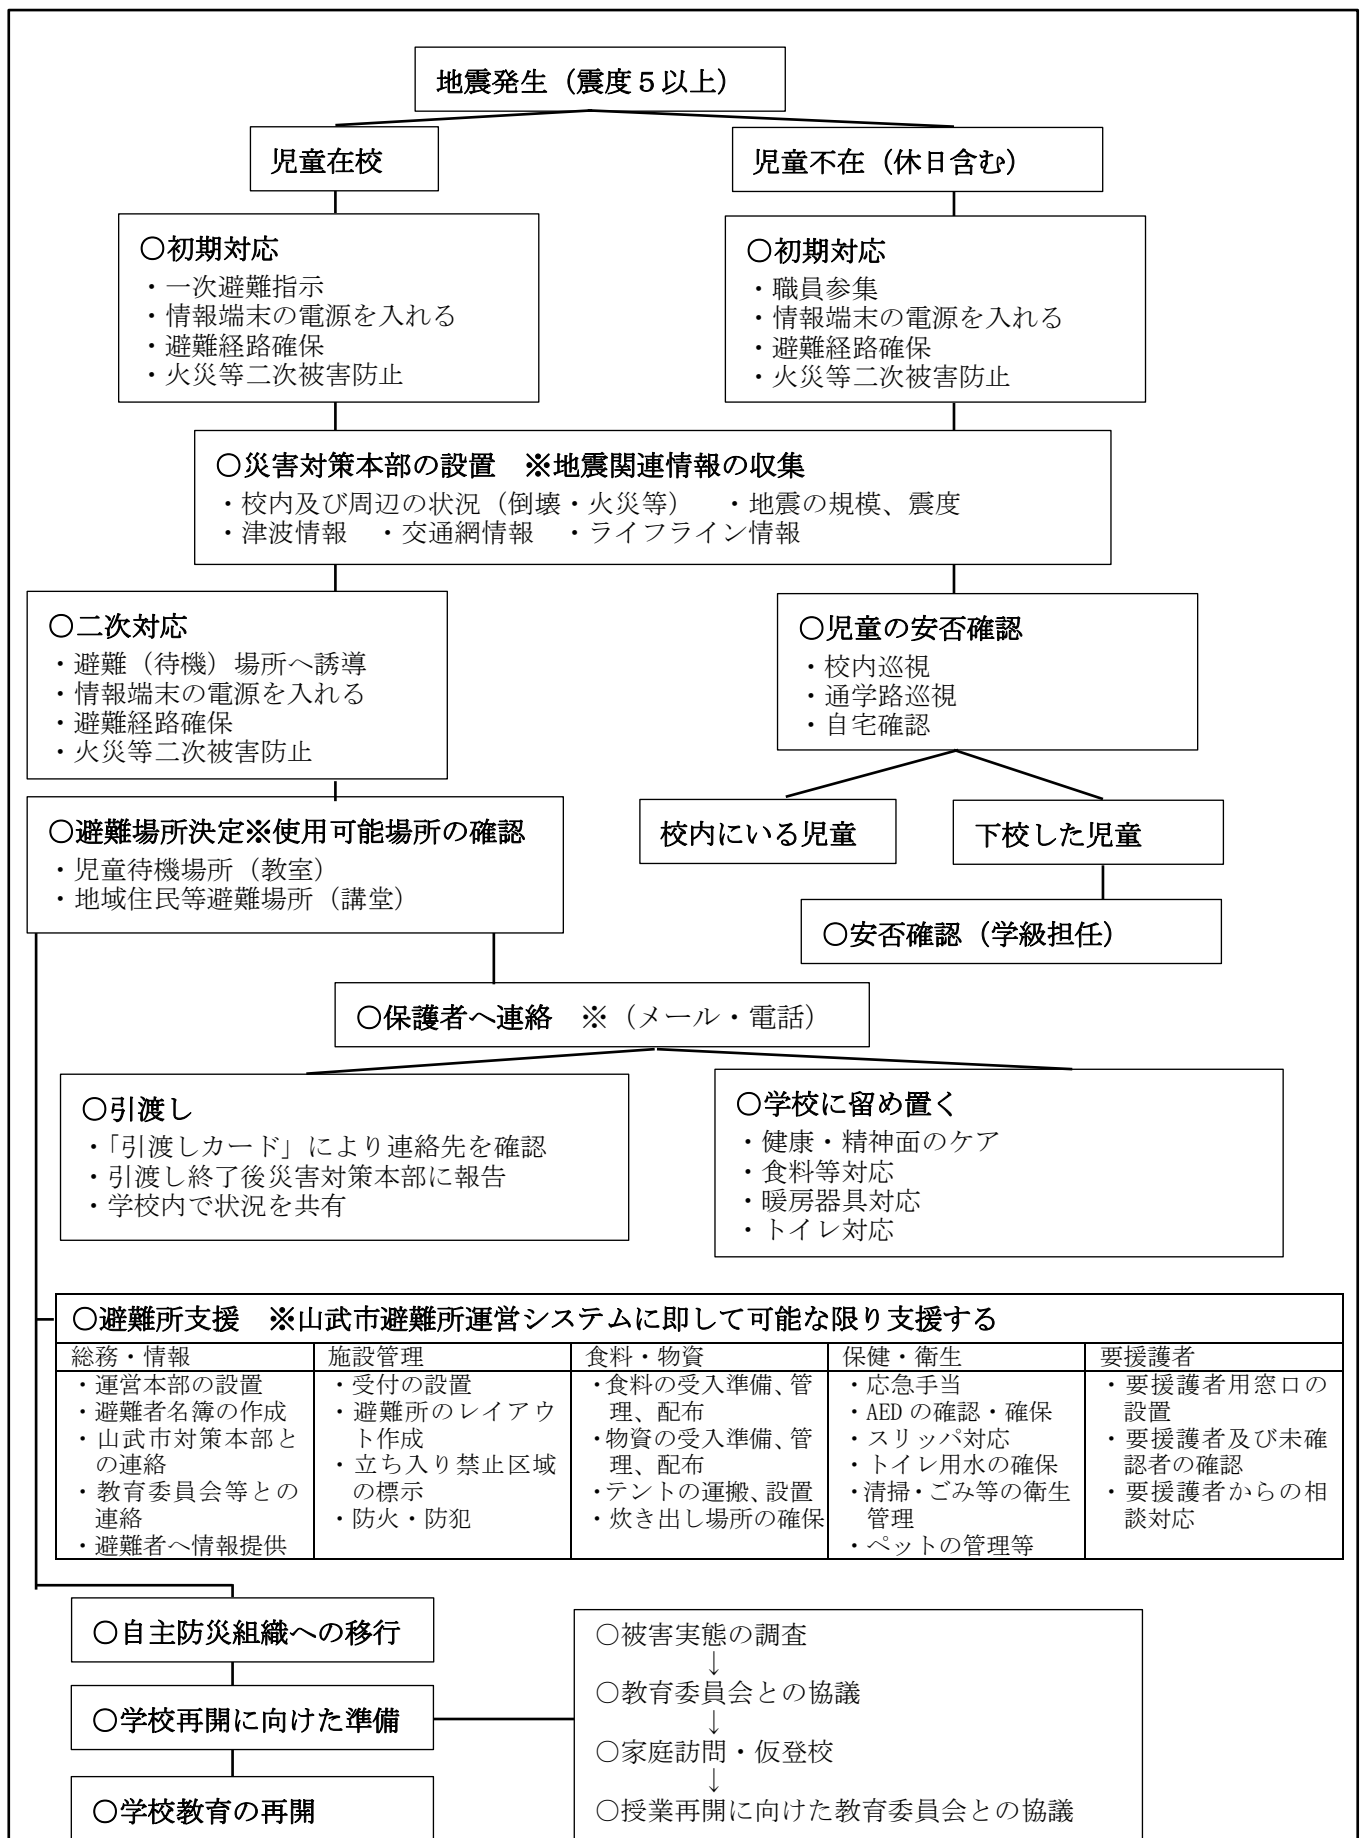 地震発生（震度５以上）
児童在校
児童不在（休日含む）
〇初期対応
・一次避難指示
・情報端末の電源を入れる
・避難経路確保
・火災等二次被害防止
〇初期対応
・職員参集
・情報端末の電源を入れる
・避難経路確保
・火災等二次被害防止
〇災害対策本部の設置　※地震関連情報の収集
・校内及び周辺の状況（倒壊・火災等）　・地震の規模、震度
・津波情報　・交通網情報　・ライフライン情報
〇二次対応
・避難（待機）場所へ誘導
・情報端末の電源を入れる
・避難経路確保
・火災等二次被害防止
〇児童の安否確認
・校内巡視
・通学路巡視
・自宅確認
〇避難場所決定※使用可能場所の確認
・児童待機場所（教室）
・地域住民等避難場所（講堂）
校内にいる児童
下校した児童
〇安否確認（学級担任）
〇保護者へ連絡　※（メール・電話）
〇引渡し
・「引渡しカード」により連絡先を確認
・引渡し終了後災害対策本部に報告
・学校内で状況を共有
〇学校に留め置く
・健康・精神面のケア
・食料等対応
・暖房器具対応
・トイレ対応
〇避難所支援　※山武市避難所運営システムに即して可能な限り支援する
総務・情報
・運営本部の設置
・避難者名簿の作成
・山武市対策本部と
の連絡
・教育委員会等との
連絡
・避難者へ情報提供
施設管理
・受付の設置
・避難所のレイアウ
ト作成
・立ち入り禁止区域
の標示
・防火・防犯
食料・物資
・食料の受入準備、管
理、配布
・物資の受入準備、管
理、配布
・テントの運搬、設置
・炊き出し場所の確保
保健・衛生
・応急手当
・AED の確認・確保
・スリッパ対応
・トイレ用水の確保
・清掃・ごみ等の衛生
管理
・ペットの管理等
要援護者
・要援護者用窓口の
設置
・要援護者及び未確
認者の確認
・要援護者からの相
談対応
〇自主防災組織への移行
〇学校再開に向けた準備
〇学校教育の再開
〇被害実態の調査
↓
〇教育委員会との協議
↓
〇家庭訪問・仮登校
↓
〇授業再開に向けた教育委員会との協議